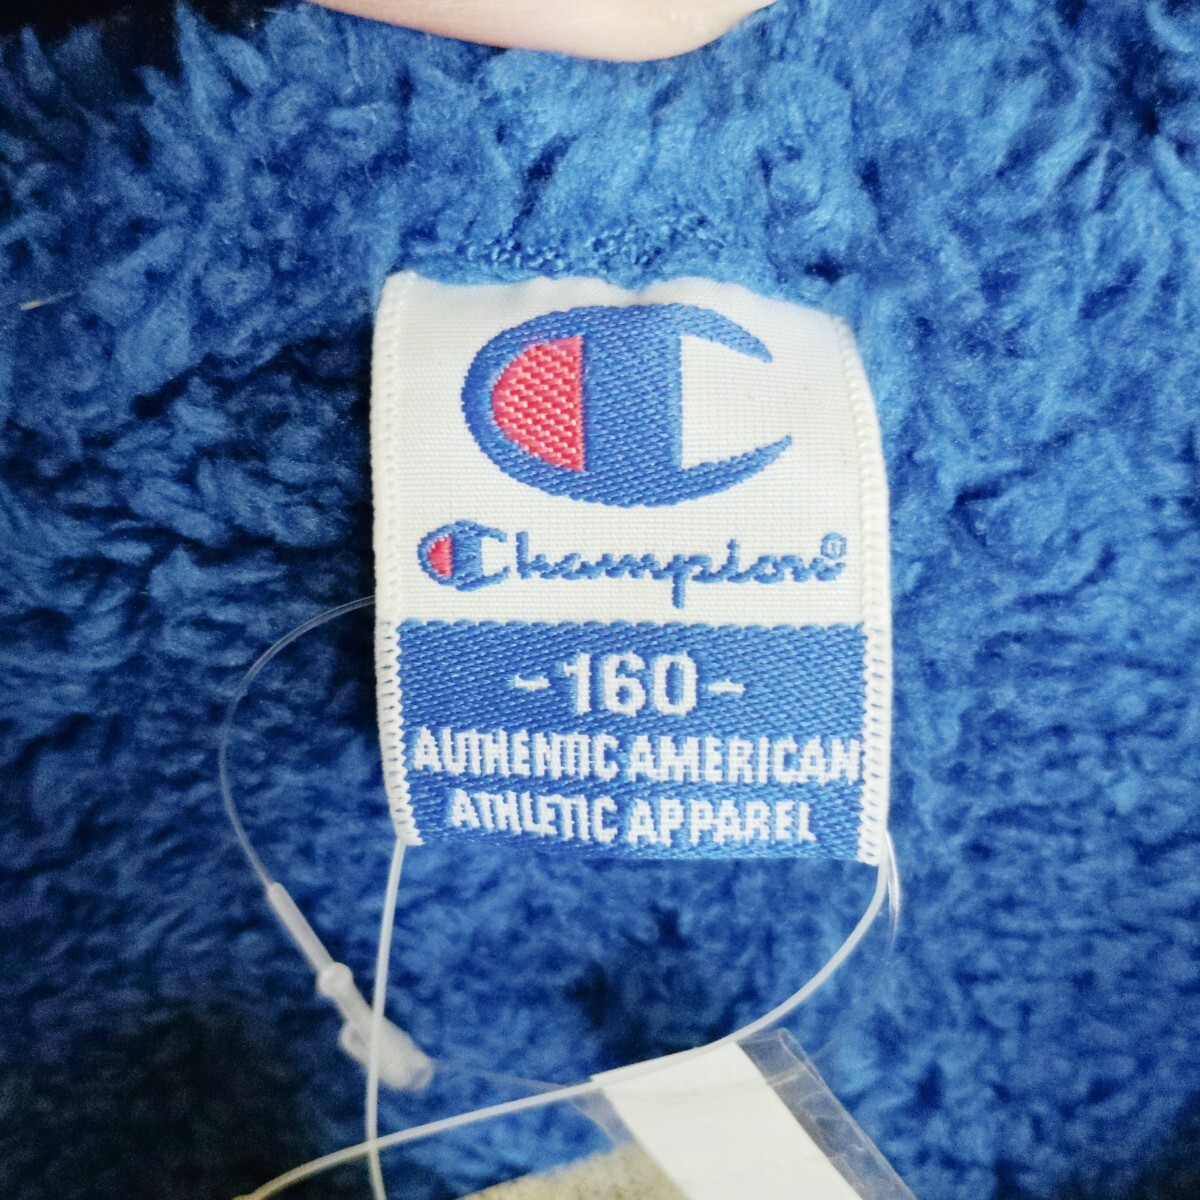 Champion®
-160-
AUTHENTIC AMERICAN
ATHLETIC APPAREL